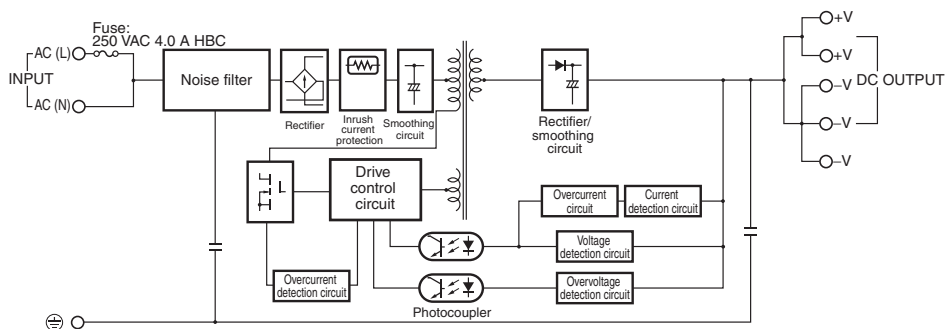 Fuse:
250 VAC 4.0 A HBC
AC (L)
INPUT
AC (N)
Noise filter
Rectifier
Inrush
current
protection
Smoothing
circuit
Rectifier/
smoothing
circuit
+V
+V
−V
DC OUTPUT
−V
−V
Drive
control
circuit
Overcurrent
circuit
Current
detection circuit
Voltage
detection circuit
Overcurrent
detection circuit
Overvoltage
detection circuit
Photocoupler